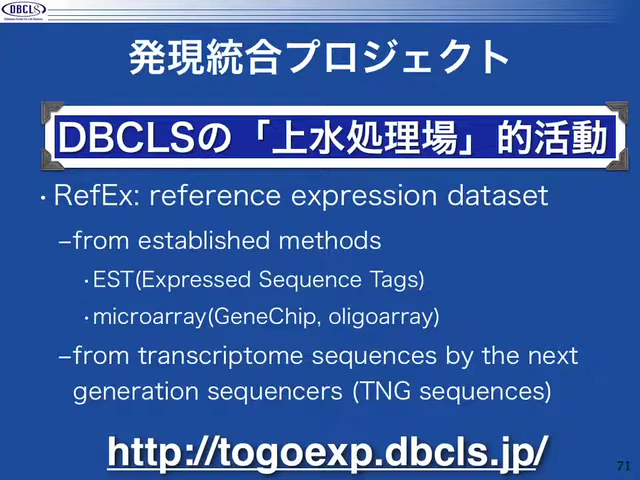 DBCLS
発現統合プロジェクト
DBCLSの「上水処理場」的活動
・RefEx: reference expression dataset
–from established methods
・EST(Expressed Sequence Tags)
・microarray(GeneChip, oligoarray)
–from transcriptome sequences by the next
generation sequencers (TNG sequences)
http://togoexp.dbcls.jp/
71